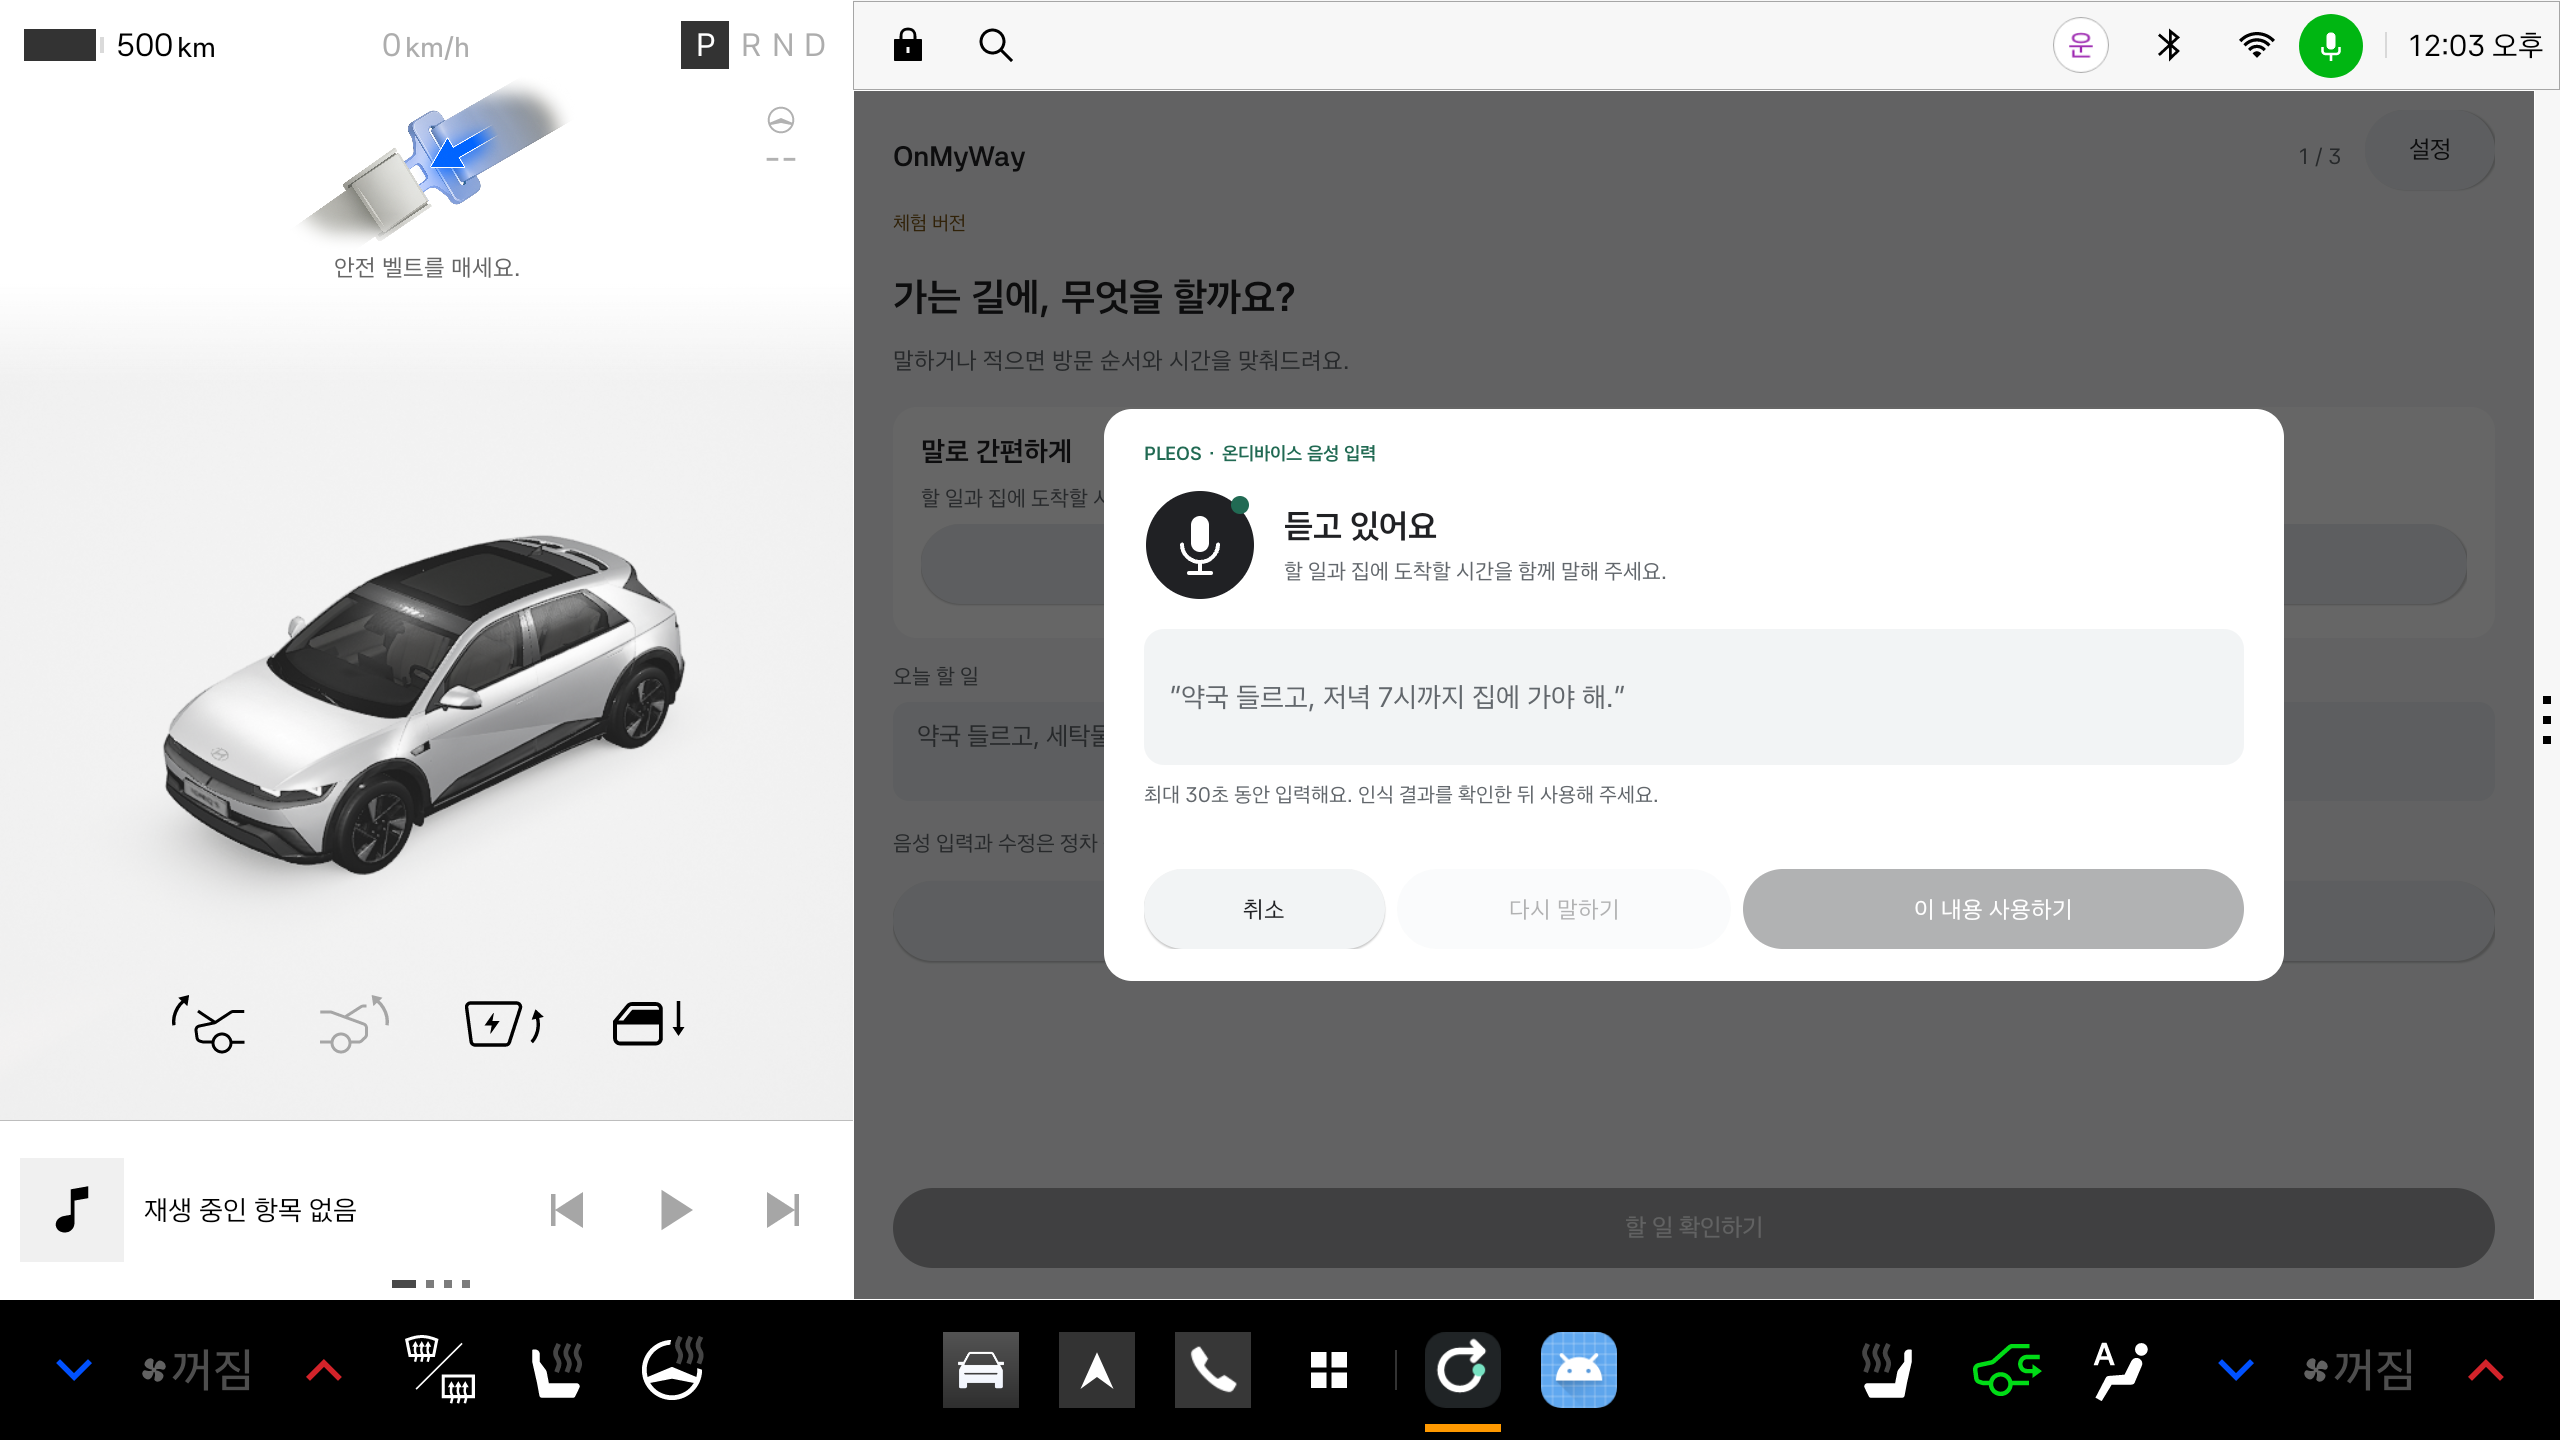 500 km
0 km/h
P R N D
안전 벨트를 매세요.
재생 중인 항목 없음
운
12:03 오후
OnMyWay
1 / 3
설정
체험 버전
가는 길에, 무엇을 할까요?
말하거나 적으면 방문 순서와 시간을 맞춰드려요.
말로 간편하게
할 일과 집에 도착할
오늘 할 일
약국 들르고, 세탁물
음성 입력과 수정은 정차
PLEOS · 온디바이스 음성 입력
듣고 있어요
할 일과 집에 도착할 시간을 함께 말해 주세요.
"약국 들르고, 저녁 7시까지 집에 가야 해."
최대 30초 동안 입력해요. 인식 결과를 확인한 뒤 사용해 주세요.
취소
다시 말하기
이 내용 사용하기
할 일 확인하기
꺼짐
A
꺼짐